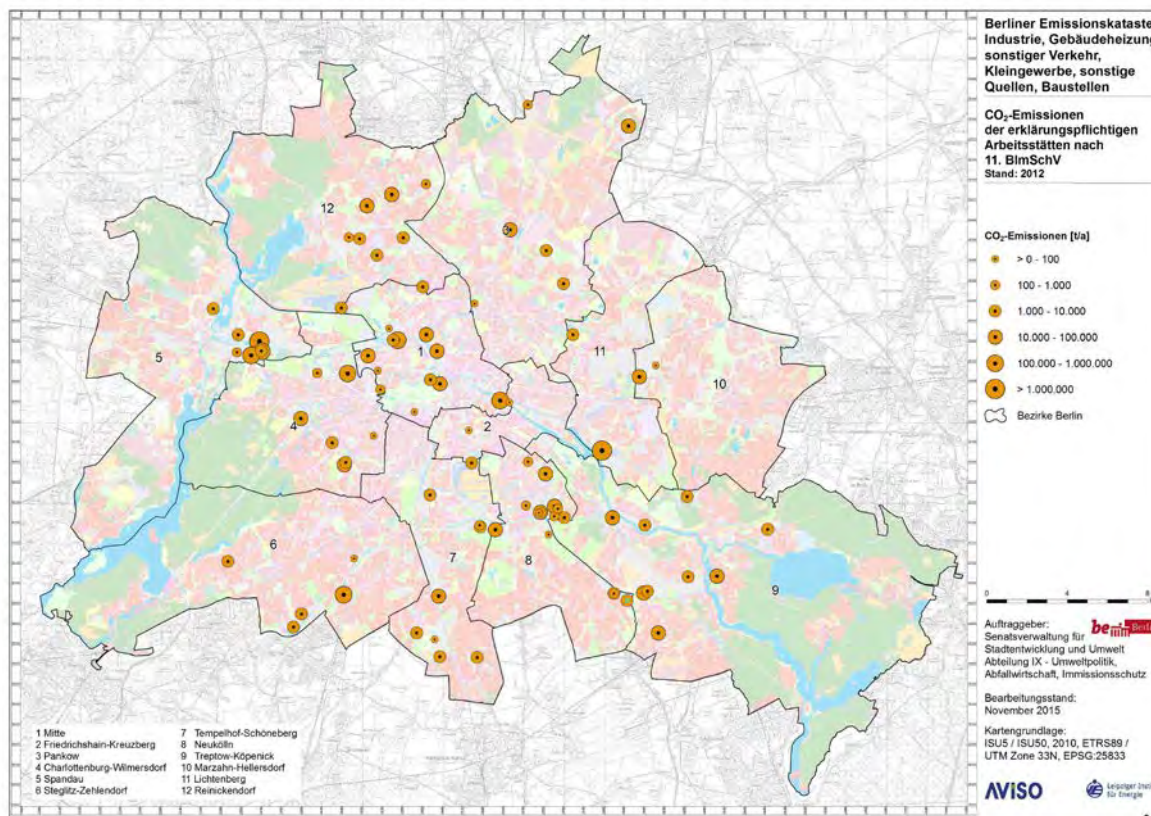 Berliner Emissionskataste
Industrie, Gebäudeheizung
sonstiger Verkehr,
Kleingewerbe, sonstige
Quellen, Baustellen
CO₂-Emissionen
der erklärungspflichtigen
Arbeitsstätten nach
11. BImSchV
Stand: 2012
CO₂-Emissionen [t/a]
> 0 - 100
100 - 1.000
1.000 - 10.000
10.000 - 100.000
100.000 - 1.000.000
> 1.000.000
Bezirke Berlin
12
3
5
1
11
10
4
2
6
7
8
9
0 4 8
Auftraggeber:
Senatsverwaltung für
Stadtentwicklung und Umwelt
Abteilung IX - Umweltpolitik,
Abfallwirtschaft, Immissionsschutz
be Berl
Bearbeitungsstand:
November 2015
Kartengrundlage:
ISU5 / ISU50, 2010, ETRS89 /
UTM Zone 33N, EPSG:25833
AVISO
Leipziger Insti
für Energie
1 Mitte
2 Friedrichshain-Kreuzberg
3 Pankow
4 Charlottenburg-Wilmersdorf
5 Spandau
6 Steglitz-Zehlendorf
7 Tempelhof-Schöneberg
8 Neukölln
9 Treptow-Köpenick
10 Marzahn-Hellersdorf
11 Lichtenberg
12 Reinickendorf